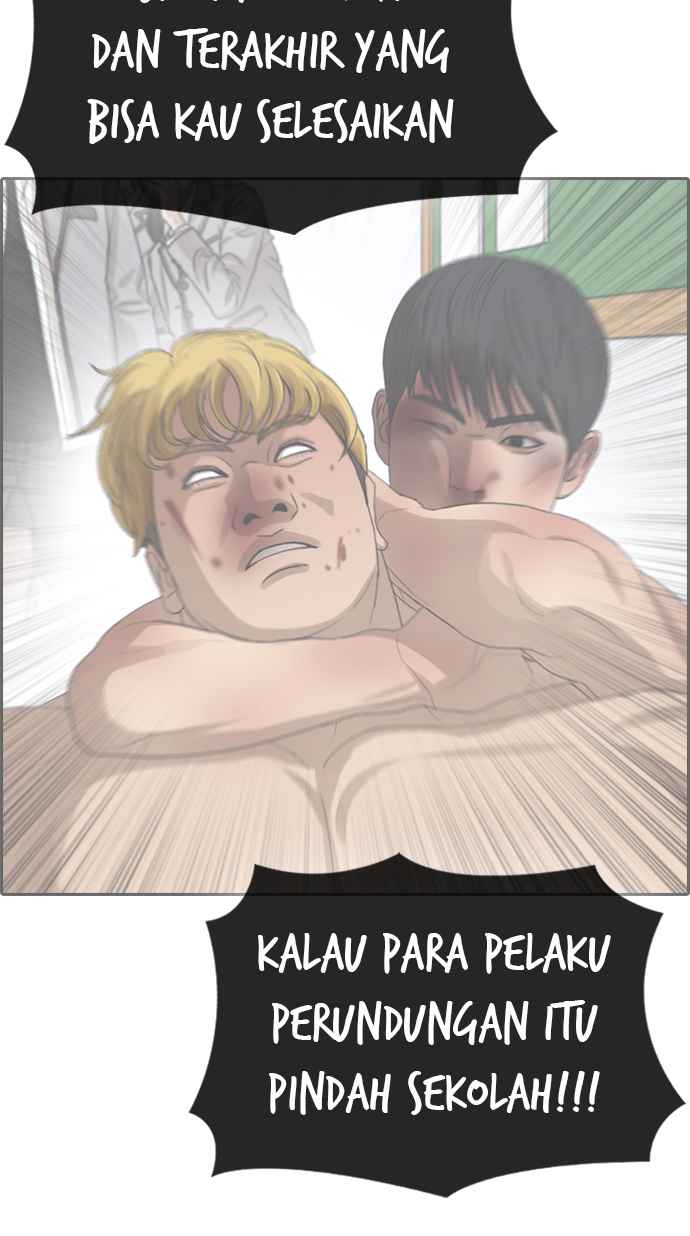 DAN TERAKHIR YANG
BISA KAU SELESAIKAN
KALAU PARA PELAKU
PERUNDUNGAN ITU
PINDAH SEKOLAH!!!